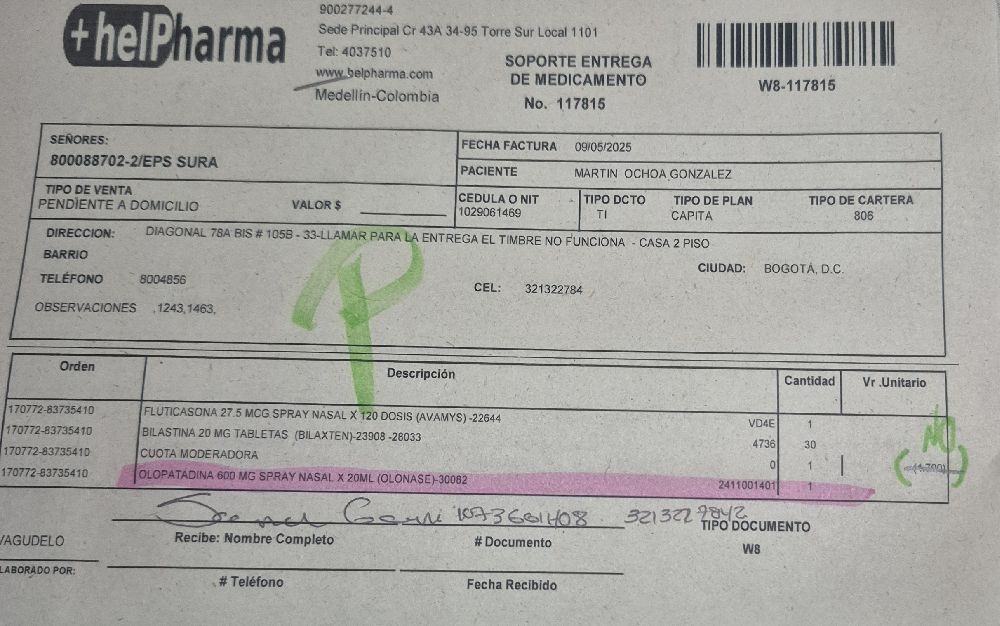 +helPharma
900277244-4
Sede Principal Cr 43A 34-95 Torre Sur Local 1101
Tel: 4037510
www.helpharma.com
Medellín-Colombia
SOPORTE ENTREGA
DE MEDICAMENTO
No. 117815
W8-117815
SEÑORES:
800088702-2/EPS SURA
FECHA FACTURA 09/05/2025
PACIENTE MARTIN OCHOA GONZALEZ
TIPO DE VENTA
PENDIENTE A DOMICILIO VALOR $
CEDULA O NIT TIPO DCTO TIPO DE PLAN TIPO DE CARTERA
1029061469 TI CAPITA 806
DIRECCION: DIAGONAL 78A BIS # 105B - 33-LLAMAR PARA LA ENTREGA EL TIMBRE NO FUNCIONA - CASA 2 PISO
BARRIO
CIUDAD: BOGOTÁ, D.C.
TELÉFONO 8004856
CEL: 321322784
OBSERVACIONES ,1243,1463,
P
Orden Descripción Cantidad Vr .Unitario
170772-83735410 FLUTICASONA 27.5 MCG SPRAY NASAL X 120 DOSIS (AVAMYS) -22644 VD4E 1
170772-83735410 BILASTINA 20 MG TABLETAS (BILAXTEN)-23908 -28033 4736 30
170772-83735410 CUOTA MODERADORA 0 1
NO
170772-83735410 OLOPATADINA 600 MG SPRAY NASAL X 20ML (OLONASE)-30062 2411001401 1
1073681408 3213227842
VAGUDELO
Recibe: Nombre Completo # Documento TIPO DOCUMENTO
W8
LABORADO POR:
# Teléfono Fecha Recibido